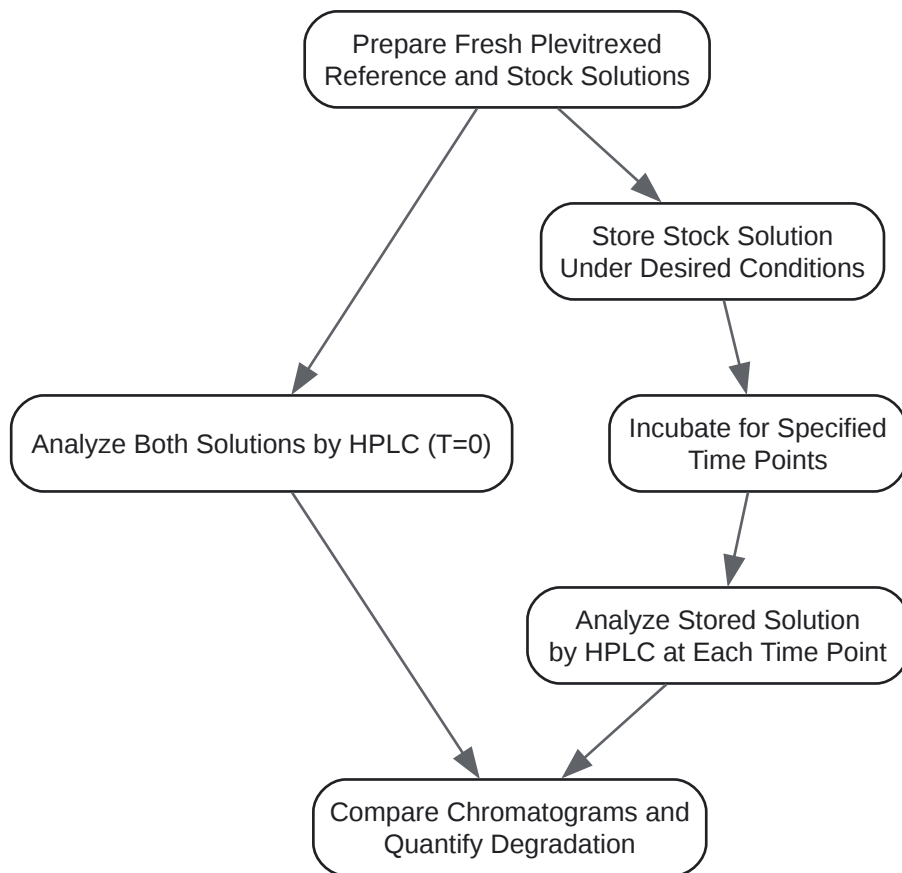 Prepare Fresh Plevitrexed
Reference and Stock Solutions
Store Stock Solution
Under Desired Conditions
Analyze Both Solutions by HPLC (T=0)
Incubate for Specified
Time Points
Analyze Stored Solution
by HPLC at Each Time Point
Compare Chromatograms and
Quantify Degradation